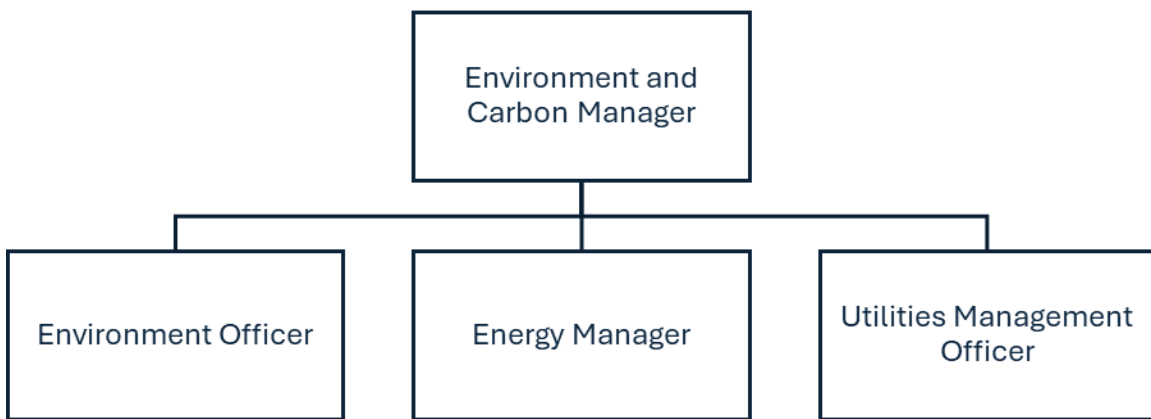 Environment and
Carbon Manager
Environment Officer
Energy Manager
Utilities Management
Officer